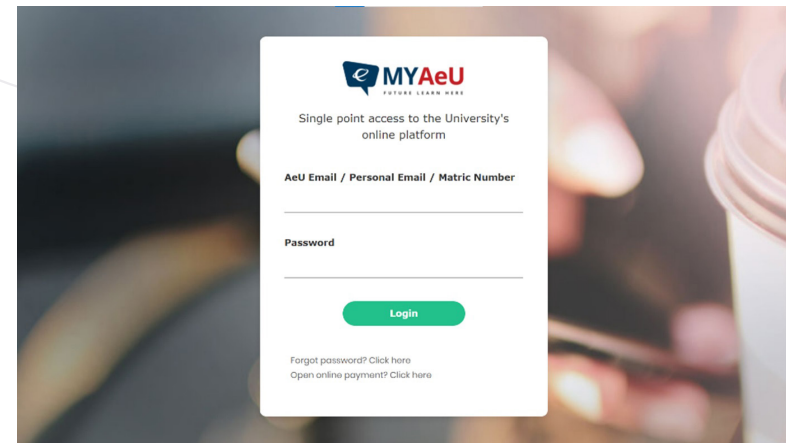 e MYAeU
FUTURE LEARN HERE
Single point access to the University's
online platform
AeU Email / Personal Email / Matric Number
Password
Login
Forgot password? Click here
Open online payment? Click here